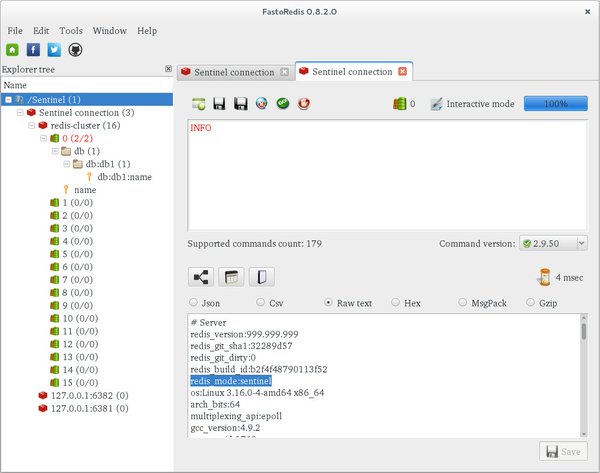 FastoRedis 0.8.2.0
File Edit Tools Window Help
Explorer tree
Name
/Sentinel (1)
Sentinel connection (3)
redis-cluster (16)
0 (2/2)
db (1)
db:db1 (1)
db:db1:name
name
1 (0/0)
2 (0/0)
3 (0/0)
4 (0/0)
5 (0/0)
6 (0/0)
7 (0/0)
8 (0/0)
9 (0/0)
10 (0/0)
11 (0/0)
12 (0/0)
13 (0/0)
14 (0/0)
15 (0/0)
127.0.0.1:6382 (0)
127.0.0.1:6381 (0)
Sentinel connection Sentinel connection
0 Interactive mode 100%
INFO
Supported commands count: 179 Command version: 2.9.50
4 msec
Json Csv Raw text Hex MsgPack Gzip
# Server
redis_version:999.999.999
redis_git_sha1:32289d57
redis_git_dirty:0
redis_build_id:b2f4f48790113f52
redis_mode:sentinel
os:Linux 3.16.0-4-amd64 x86_64
arch_bits:64
multiplexing_api:epoll
gcc_version:4.9.2
Save